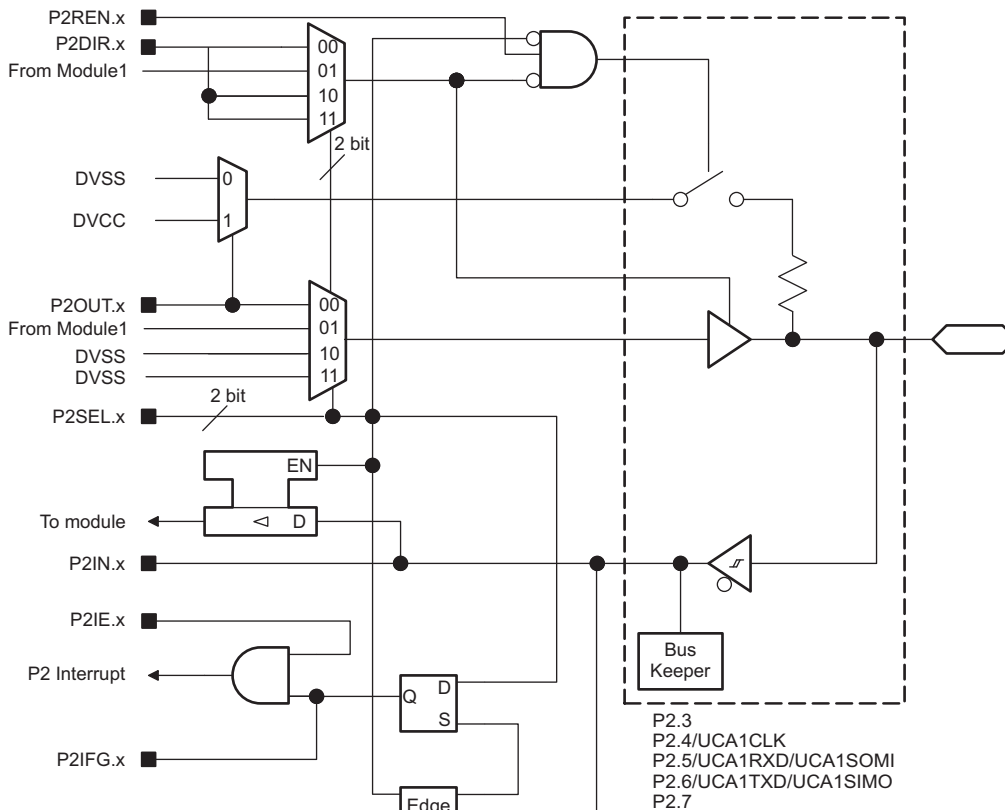 P2REN.x
P2DIR.x
00
From Module1
01
10
11
2 bit
DVSS
0
DVCC
1
P2OUT.x
00
From Module1
01
DVSS
10
DVSS
11
2 bit
P2SEL.x
EN
To module
D
P2IN.x
P2IE.x
Bus
Keeper
P2 Interrupt
Q
D
S
P2IFG.x
P2.3
P2.4/UCA1CLK
P2.5/UCA1RXD/UCA1SOMI
P2.6/UCA1TXD/UCA1SIMO
P2.7
Edge